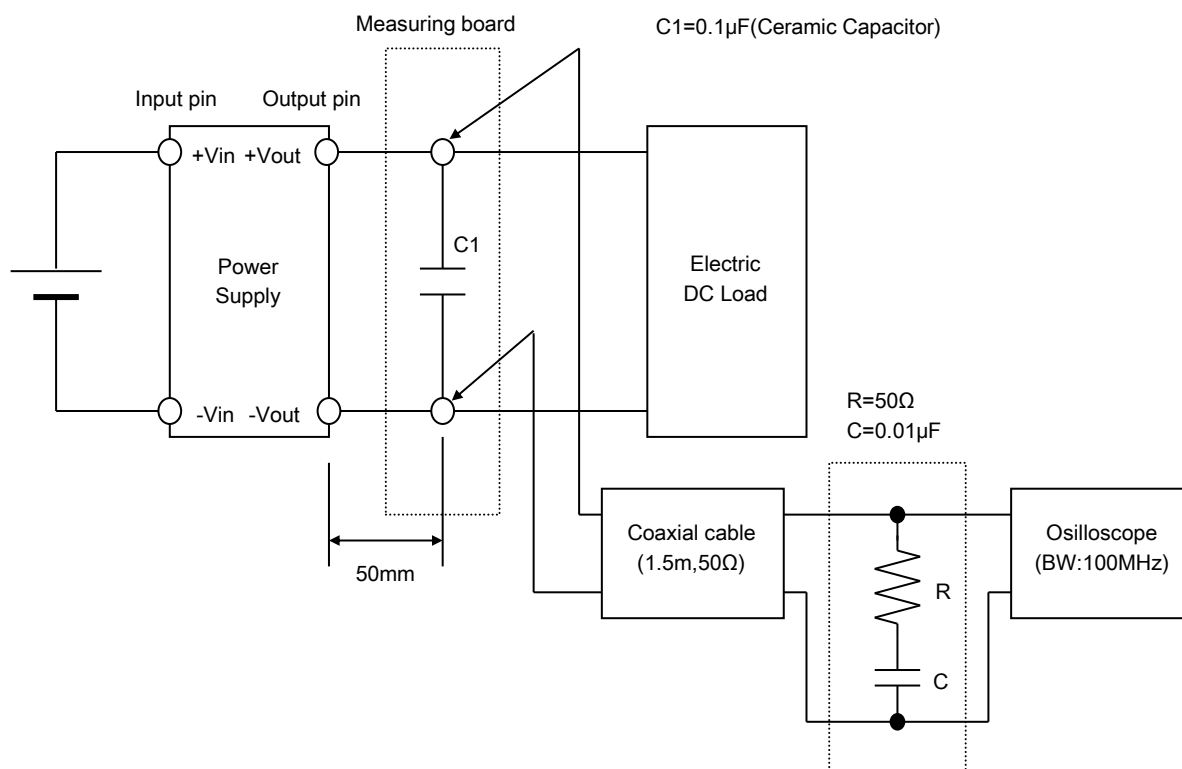 Measuring board
C1=0.1µF(Ceramic Capacitor)
Input pin
Output pin
+Vin
+Vout
C1
Power
Supply
Electric
DC Load
-Vin
-Vout
R=50Ω
C=0.01µF
50mm
Coaxial cable
(1.5m,50Ω)
Osilloscope
(BW:100MHz)
R
C